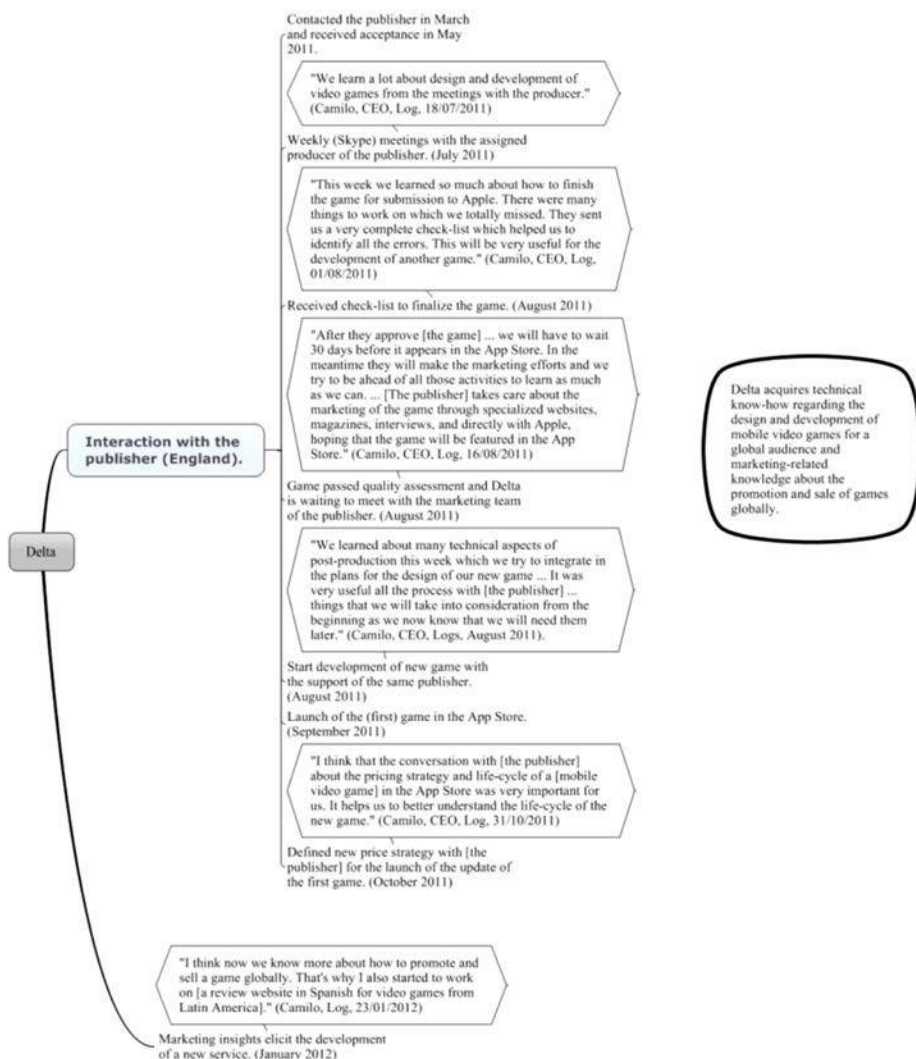 Contacted the publisher in March
and received acceptance in May
2011.
"We learn a lot about design and development of
video games from the meetings with the producer."
(Camilo, CEO, Log, 18/07/2011)
Weekly (Skype) meetings with the assigned
producer of the publisher. (July 2011)
"This week we learned so much about how to finish
the game for submission to Apple. There were many
things to work on which we totally missed. They sent
us a very complete check-list which helped us to
identify all the errors. This will be very useful for the
development of another game." (Camilo, CEO, Log,
01/08/2011)
Received check-list to finalize the game. (August 2011)
"After they approve [the game] ... we will have to wait
30 days before it appears in the App Store. In the
meantime they will make the marketing efforts and we
try to be ahead of all those activities to learn as much
as we can. ... [The publisher] takes care about the
marketing of the game through specialized websites,
magazines, interviews, and directly with Apple,
hoping that the game will be featured in the App
Store." (Camilo, CEO, Log, 16/08/2011)
Interaction with the
publisher (England).
Game passed quality assessment and Delta
is waiting to meet with the marketing team
of the publisher. (August 2011)
Delta
"We learned about many technical aspects of
post-production this week which we try to integrate in
the plans for the design of our new game ... It was
very useful all the process with [the publisher] ...
things that we will take into consideration from the
beginning as we now know that we will need them
later." (Camilo, CEO, Logs, August 2011).
Start development of new game with
the support of the same publisher.
(August 2011)
Launch of the (first) game in the App Store.
(September 2011)
"I think that the conversation with [the publisher]
about the pricing strategy and life-cycle of a [mobile
video game] in the App Store was very important for
us. It helps us to better understand the life-cycle of the
new game." (Camilo, CEO, Log, 31/10/2011)
Defined new price strategy with [the
publisher] for the launch of the update of
the first game. (October 2011)
"I think now we know more about how to promote and
sell a game globally. That's why I also started to work
on [a review website in Spanish for video games from
Latin America]." (Camilo, Log, 23/01/2012)
Marketing insights elicit the development
of a new service. (January 2012)
Delta acquires technical
know-how regarding the
design and development of
mobile video games for a
global audience and
marketing-related
knowledge about the
promotion and sale of games
globally.